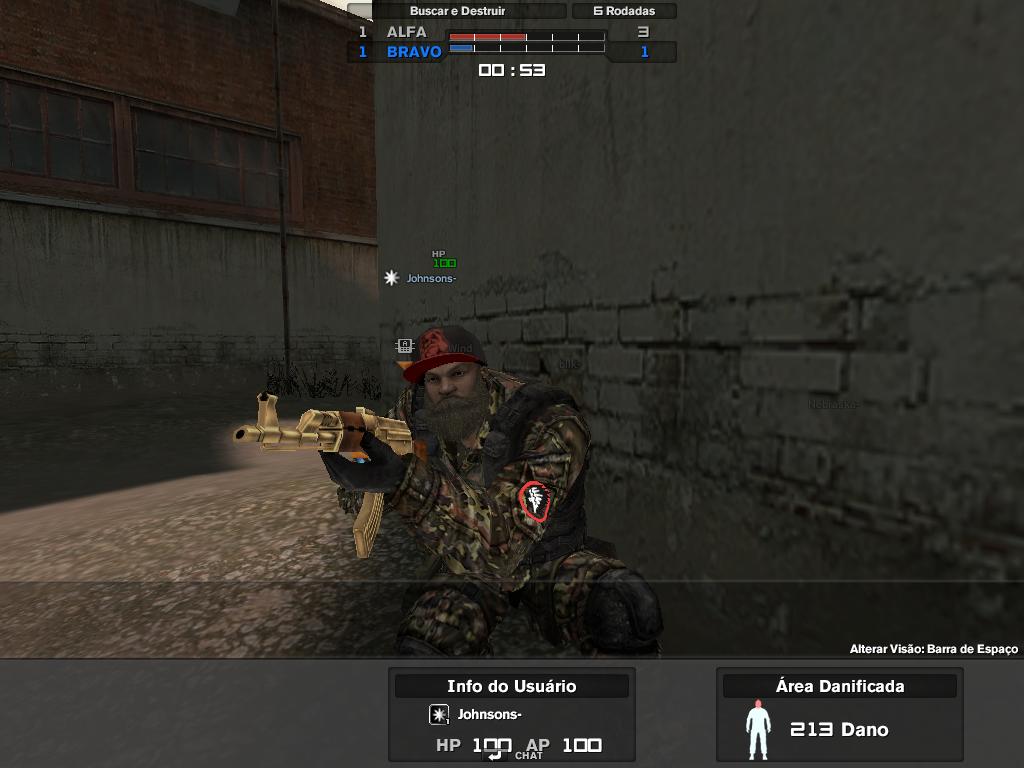 Buscar e Destruir
6 Rodadas
1 ALFA 3
1 BRAVO 1
00:53
HP
100
Johnsons-
Wind
Nebraska-
Alterar Visão: Barra de Espaço
Info do Usuário
Johnsons-
HP 100 AP 100
CHAT
Área Danificada
213 Dano